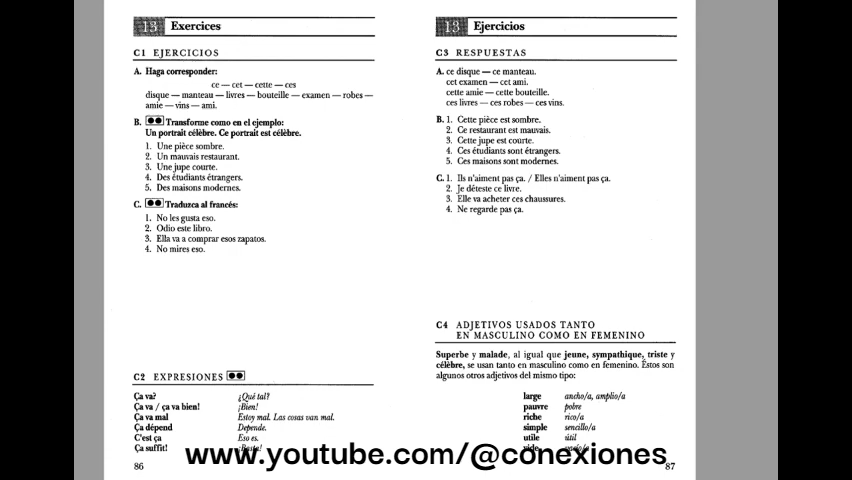 13 Exercices
C1 EJERCICIOS
A. Haga corresponder:
ce — cet — cette — ces
disque — manteau — livres — bouteille — examen — robes —
amie — vins — ami.
B. Transforme como en el ejemplo:
Un portrait célèbre. Ce portrait est célèbre.
1. Une pièce sombre.
2. Un mauvais restaurant.
3. Une jupe courte.
4. Des étudiants étrangers.
5. Des maisons modernes.
C. Traduzca al francés:
1. No les gusta eso.
2. Odio este libro.
3. Ella va a comprar esos zapatos.
4. No mires eso.
C2 EXPRESIONES
Ça va? ¿Qué tal?
Ça va / ça va bien! ¡Bien!
Ça va mal Estoy mal. Las cosas van mal.
Ça dépend Depende.
C'est ça Eso es.
Ça suffit! ¡Basta!
86
13 Ejercicios
C3 RESPUESTAS
A. ce disque — ce manteau.
cet examen — cet ami.
cette amie — cette bouteille.
ces livres — ces robes — ces vins.
B. 1. Cette pièce est sombre.
2. Ce restaurant est mauvais.
3. Cette jupe est courte.
4. Ces étudiants sont étrangers.
5. Ces maisons sont modernes.
C. 1. Ils n'aiment pas ça. / Elles n'aiment pas ça.
2. Je déteste ce livre.
3. Elle va acheter ces chaussures.
4. Ne regarde pas ça.
C4 ADJETIVOS USADOS TANTO
EN MASCULINO COMO EN FEMENINO
Superbe y malade, al igual que jeune, sympathique, triste y
célèbre, se usan tanto en masculino como en femenino. Éstos son
algunos otros adjetivos del mismo tipo:
large ancho/a, amplio/a
pauvre pobre
riche rico/a
simple sencillo/a
utile útil
vide vacío/a
87
www.youtube.com/@conexiones